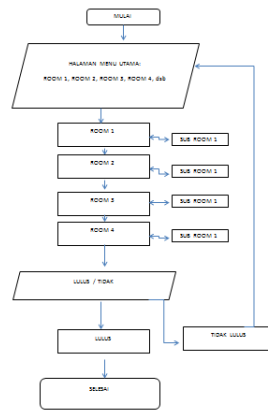 MULAI
HALAMAN MENU UTAMA:
ROOM 1, ROOM 2, ROOM 3, ROOM 4, dsb
ROOM 1
SUB ROOM 1
ROOM 2
SUB ROOM 1
ROOM 3
SUB ROOM 1
ROOM 4
SUB ROOM 1
LULUS / TIDAK
LULUS
TIDAK LULUS
SELESAI